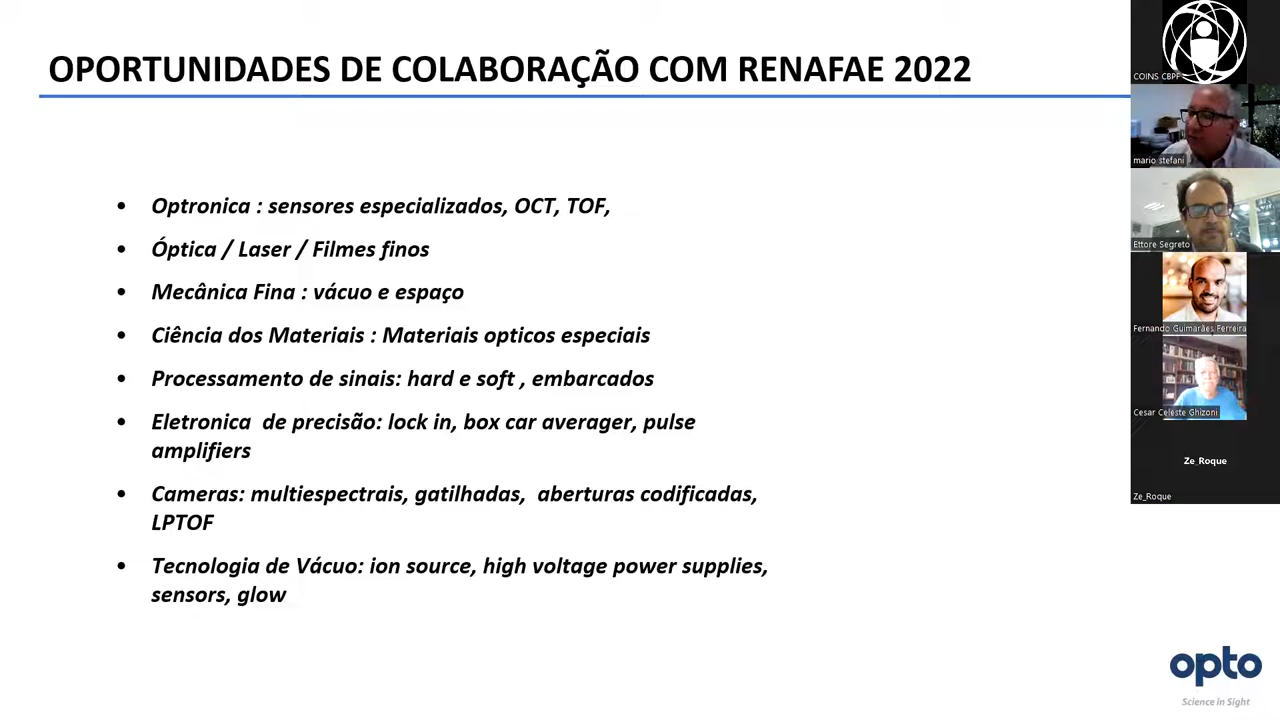 OPORTUNIDADES DE COLABORAÇÃO COM RENAFAE 2022
• Optronica : sensores especializados, OCT, TOF,
• Óptica / Laser / Filmes finos
• Mecânica Fina : vácuo e espaço
• Ciência dos Materiais : Materiais opticos especiais
• Processamento de sinais: hard e soft , embarcados
• Eletronica  de precisão: lock in, box car averager, pulse
amplifiers
• Cameras: multiespectrais, gatilhadas,  aberturas codificadas,
LPTOF
• Tecnologia de Vácuo: ion source, high voltage power supplies,
sensors, glow
COINS CBPF
mario stefani
Ettore Segreto
Fernando Guimarães Ferreira
Cesar Celeste Ghizoni
Ze_Roque
Ze_Roque
opto
Science in Sight